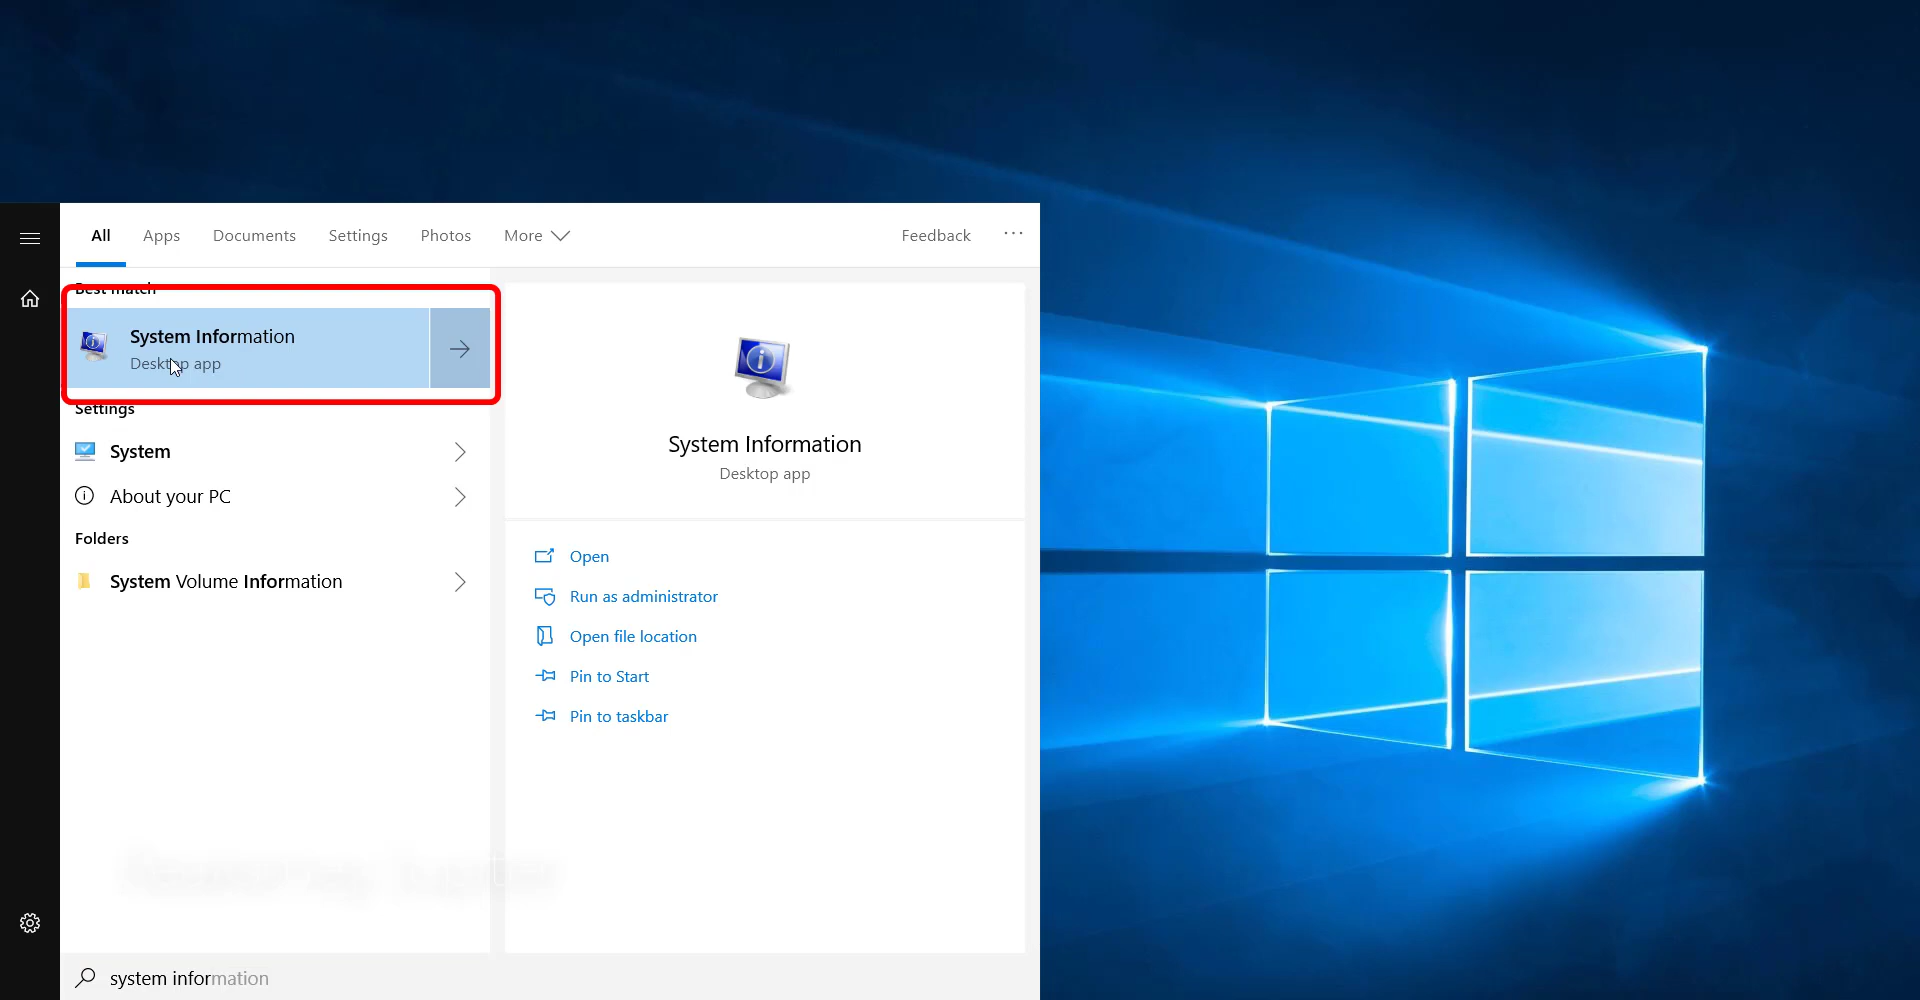 All Apps Documents Settings Photos More Feedback ...
Best match
System Information
Desktop app
Settings
System
About your PC
Folders
System Volume Information
System Information
Desktop app
Open
Run as administrator
Open file location
Pin to Start
Pin to taskbar
system information